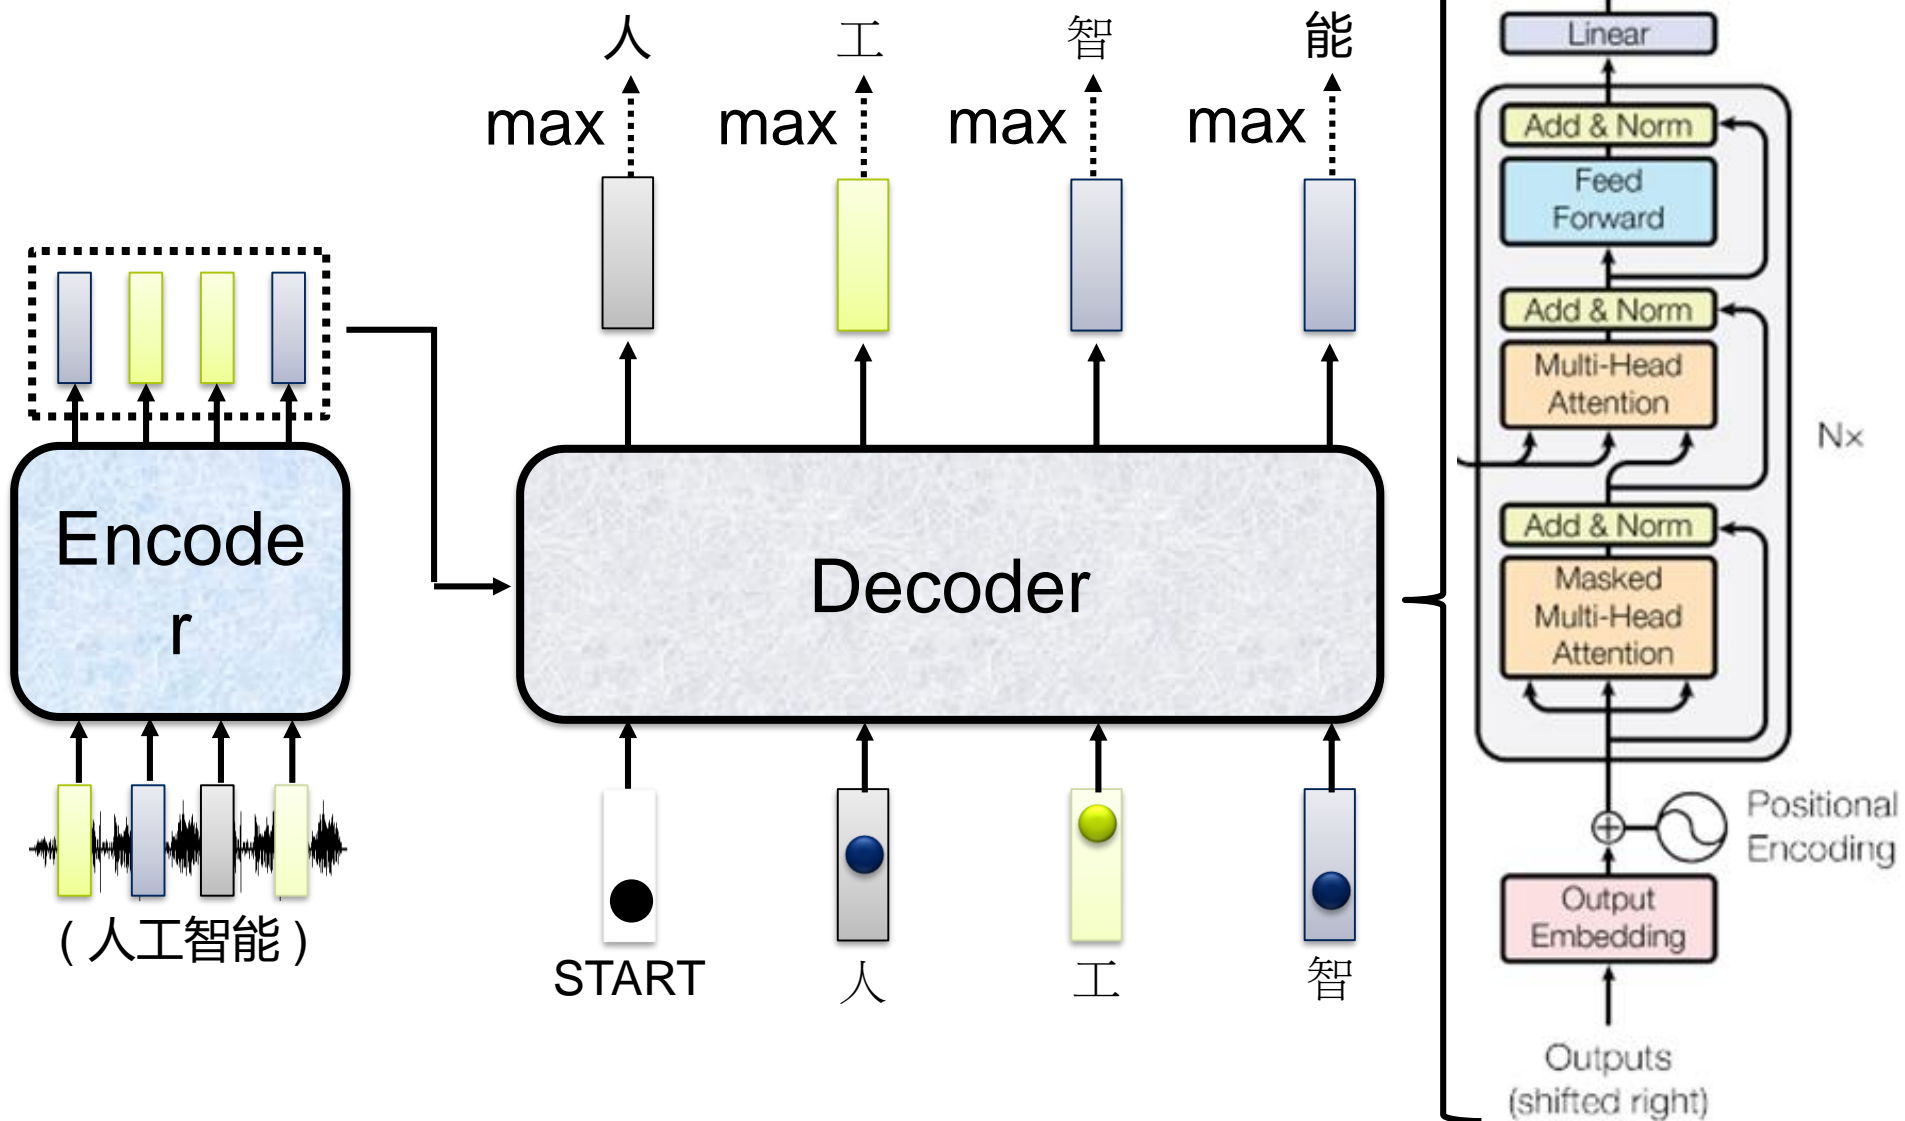 人 工 智 能
max max max max
Encode
r
Decoder
(人工智能)
START 人 工 智
Linear
Add & Norm
Feed
Forward
Add & Norm
Multi-Head
Attention
N×
Add & Norm
Masked
Multi-Head
Attention
Positional
Encoding
Output
Embedding
Outputs
(shifted right)